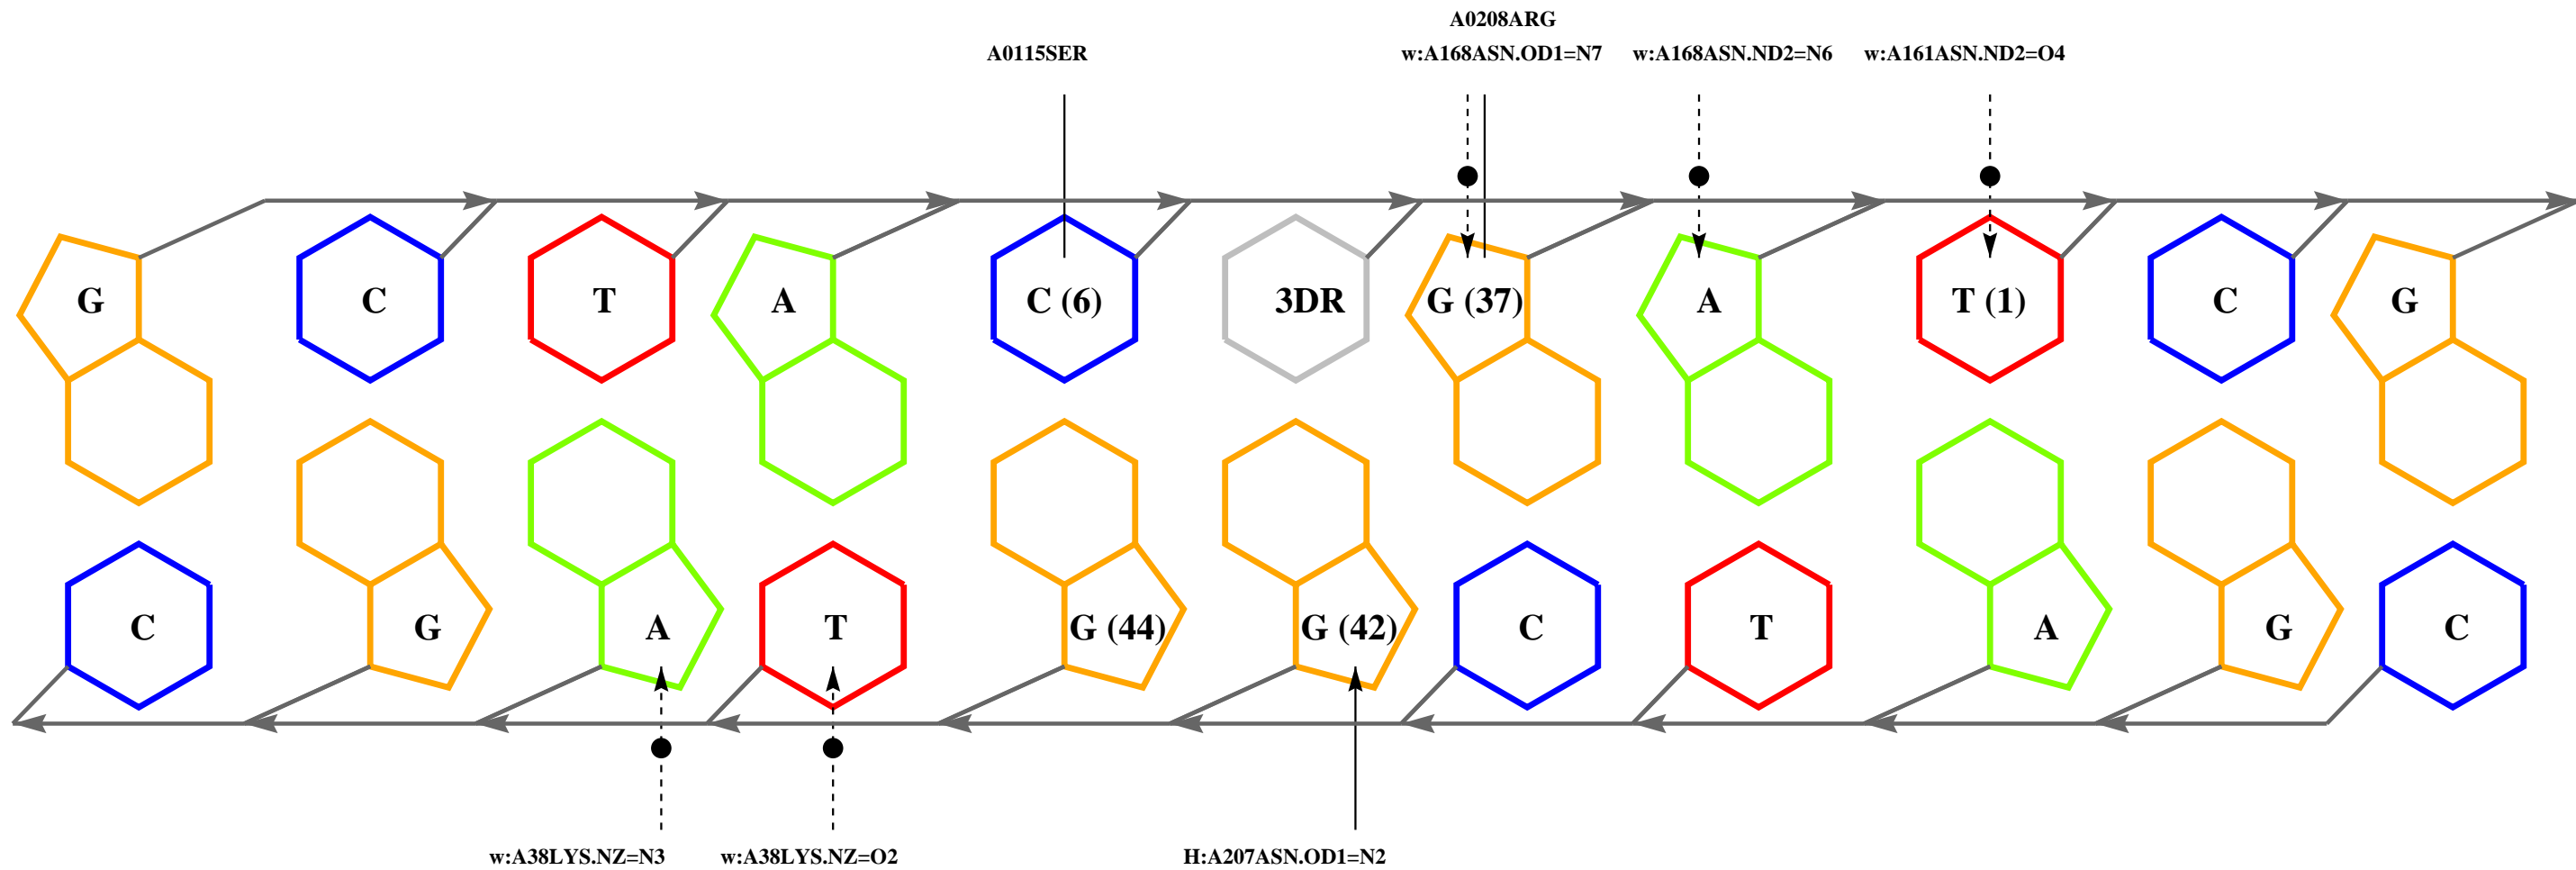 A0208ARG
A0115SER w:A168ASN.OD1=N7 w:A168ASN.ND2=N6 w:A161ASN.ND2=O4
G C T A C (6) 3DR G (37) A T (1) C G
C G A T G (44) G (42) C T A G C
w:A38LYS.NZ=N3 w:A38LYS.NZ=O2 H:A207ASN.OD1=N2